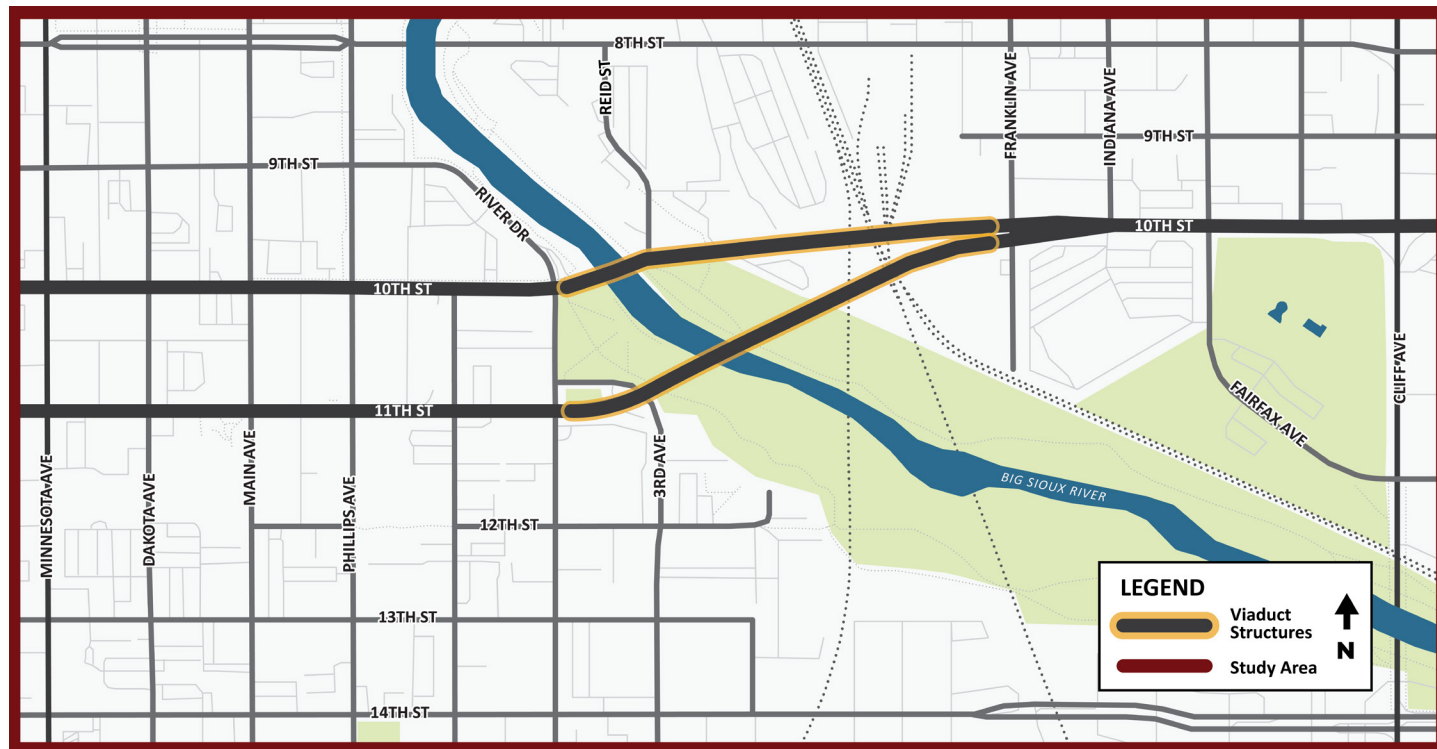 8TH ST
REID ST
FRANKLIN AVE
INDIANA AVE
9TH ST
9TH ST
RIVER DR
10TH ST
10TH ST
11TH ST
CLIFF AVE
FAIRFAX AVE
MINNESOTA AVE
DAKOTA AVE
MAIN AVE
PHILLIPS AVE
3RD AVE
BIG SIOUX RIVER
12TH ST
13TH ST
14TH ST
LEGEND
Viaduct
Structures
Study Area
N